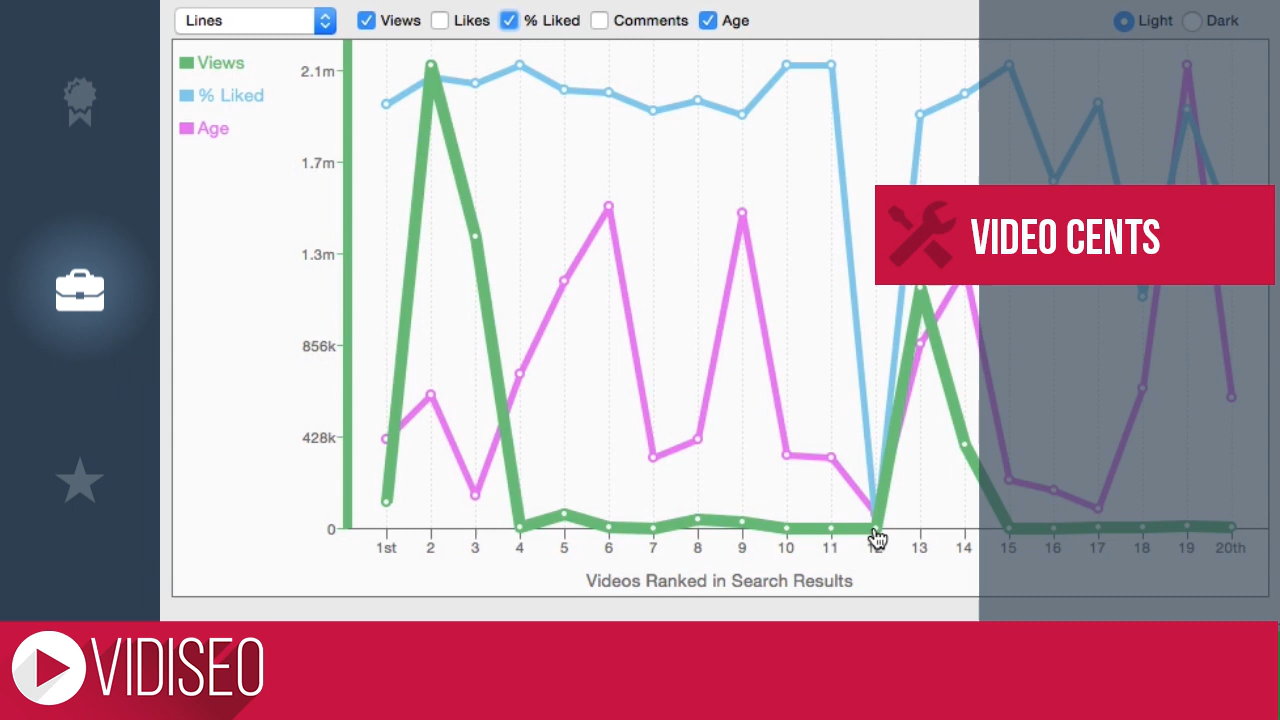 Lines Views Likes % Liked Comments Age Light Dark
Views
% Liked
Age
2.1m
1.7m
1.3m
856k
428k
0
1st 2 3 4 5 6 7 8 9 10 11 12 13 14 15 16 17 18 19 20th
Videos Ranked in Search Results
VIDEO CENTS
VIDISEO